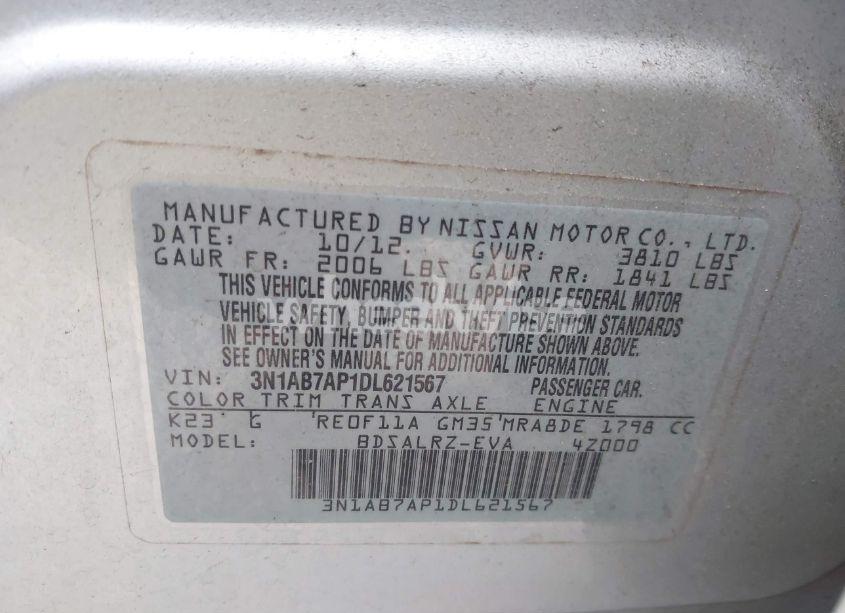 MANUFACTURED BY NISSAN MOTOR CO., LTD.
DATE: 10/12. GVWR: 3810 LBS
GAWR FR: 2006 LBS GAWR RR: 1841 LBS
THIS VEHICLE CONFORMS TO ALL APPLICABLE FEDERAL MOTOR
VEHICLE SAFETY, BUMPER AND THEFT PREVENTION STANDARDS
IN EFFECT ON THE DATE OF MANUFACTURE SHOWN ABOVE.
SEE OWNER'S MANUAL FOR ADDITIONAL INFORMATION.
VIN: 3N1AB7AP1DL621567 PASSENGER CAR.
COLOR TRIM TRANS AXLE ENGINE
K23 G RE0F11A GM35 MRA8DE 1798 CC
MODEL: BDSALRZ-EVA 4Z000
3N1AB7AP1DL621567